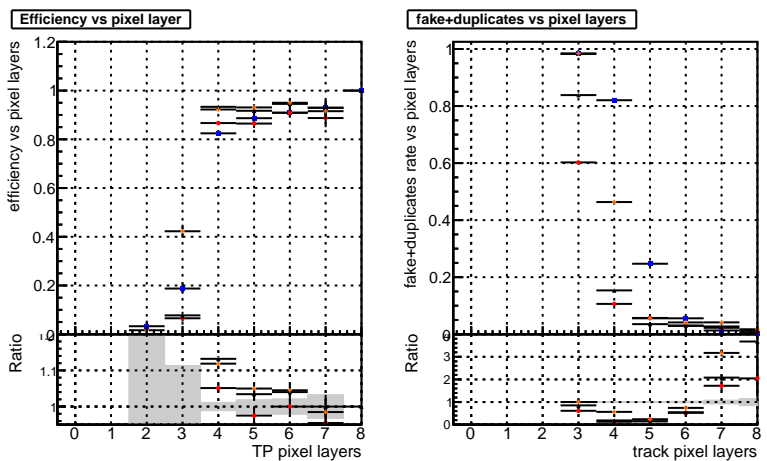 Efficiency vs pixel layer
efficiency vs pixel layers
1.2
1
0.8
0.6
0.4
0.2
0
Ratio
1.1
1
0 1 2 3 4 5 6 7 8
TP pixel layers
fake+duplicates vs pixel layers
fake+duplicates rate vs pixel layers
1
0.8
0.6
0.4
0.2
0
Ratio
3
2
1
0
0 1 2 3 4 5 6 7 8
track pixel layers